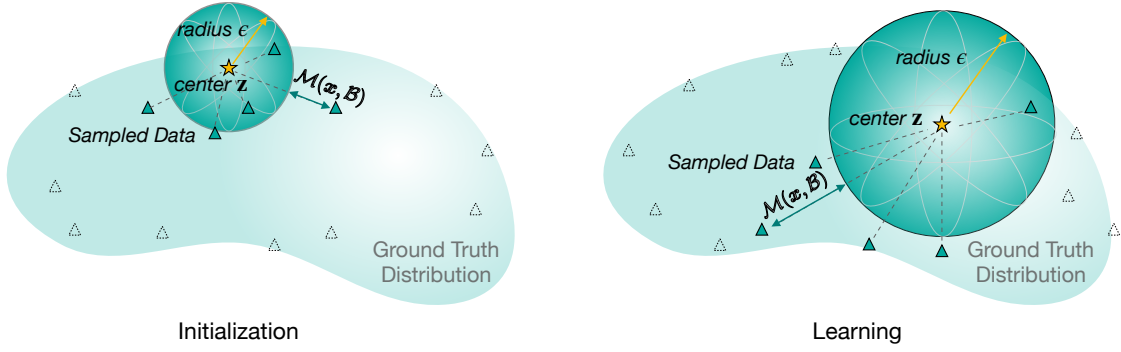 radius ϵ
center z
ℳ(𝒙, ℬ)
Sampled Data
Ground Truth
Distribution
Initialization
radius ϵ
center z
Sampled Data
ℳ(𝒙, ℬ)
Ground Truth
Distribution
Learning